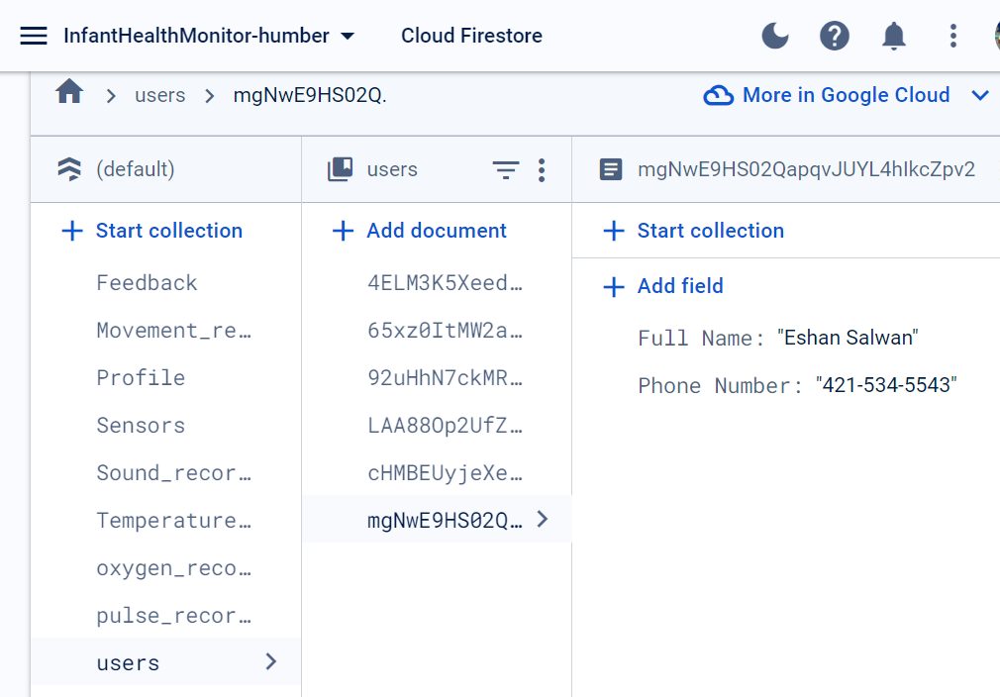 InfantHealthMonitor-humber Cloud Firestore
users mgNwE9HS02Q.
More in Google Cloud
(default)
Start collection
Feedback
Movement_re…
Profile
Sensors
Sound_recor…
Temperature…
oxygen_reco…
pulse_recor…
users
users
Add document
4ELM3K5Xeed…
65xz0ItMW2a…
92uHhN7ckMR…
LAA88Op2UfZ…
cHMBEUyjeXe…
mgNwE9HS02Q…
mgNwE9HS02QapqvJUYL4hIkcZpv2
Start collection
Add field
Full Name: "Eshan Salwan"
Phone Number: "421-534-5543"